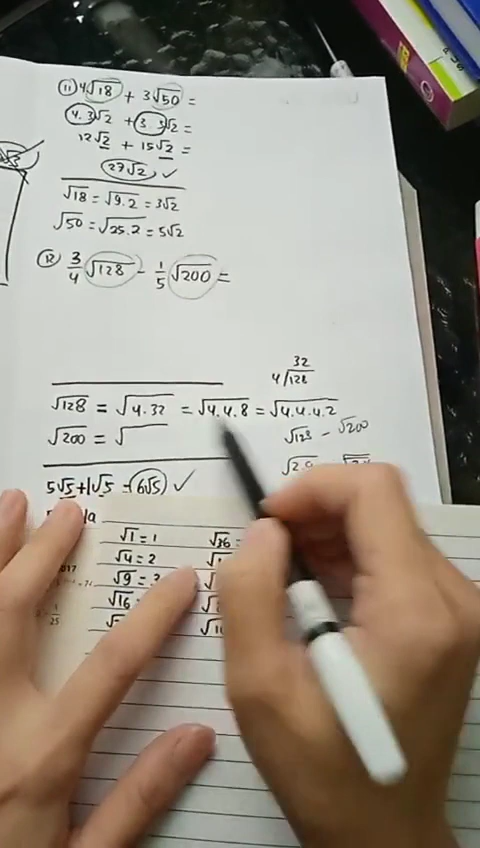 11) 4√18 + 3√50 =
4.3√2 + 3.5√2 =
12√2 + 15√2 =
27√2 ✓
√18 = √9.2 = 3√2
√50 = √25.2 = 5√2
12) 3/4 √128 - 1/5 √200 =
32
4/128
√128 = √4.32 = √4.4.8 = √4.4.4.2
√200 = √
√128 - √200
5√5 + 1√5 = 6√5 ✓
√1 = 1
√36 =
√4 = 2
√9 = 3
√16